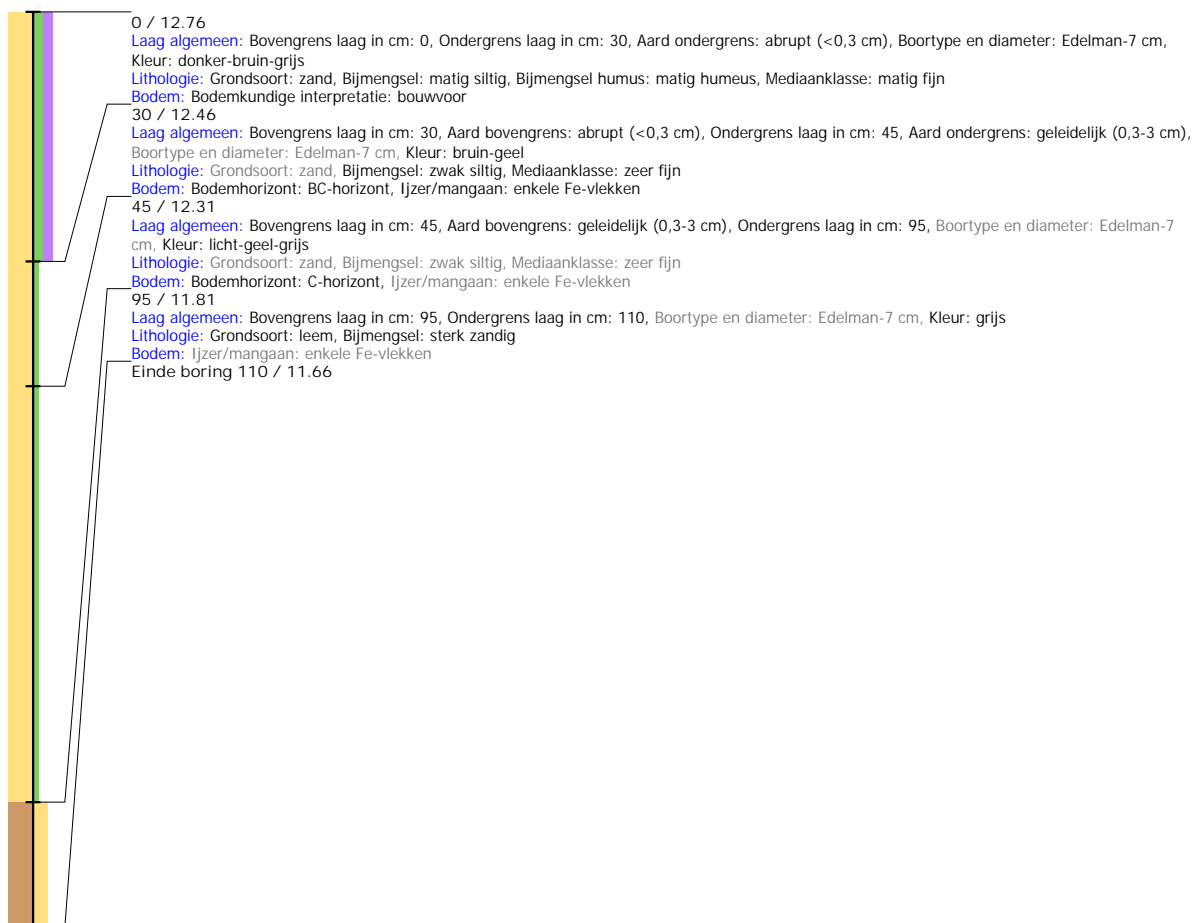 0 / 12.76
Laag algemeen: Bovengrens laag in cm: 0, Ondergrens laag in cm: 30, Aard ondergrens: abrupt (<0,3 cm), Boortype en diameter: Edelman-7 cm,
Kleur: donker-bruin-grijs
Lithologie: Grondsoort: zand, Bijmengsel: matig siltig, Bijmengsel humus: matig humeus, Mediaanklasse: matig fijn
Bodem: Bodemkundige interpretatie: bouwvoor
30 / 12.46
Laag algemeen: Bovengrens laag in cm: 30, Aard bovengrens: abrupt (<0,3 cm), Ondergrens laag in cm: 45, Aard ondergrens: geleidelijk (0,3-3 cm),
Boortype en diameter: Edelman-7 cm, Kleur: bruin-geel
Lithologie: Grondsoort: zand, Bijmengsel: zwak siltig, Mediaanklasse: zeer fijn
Bodem: Bodemhorizont: BC-horizont, Ijzer/mangaan: enkele Fe-vlekken
45 / 12.31
Laag algemeen: Bovengrens laag in cm: 45, Aard bovengrens: geleidelijk (0,3-3 cm), Ondergrens laag in cm: 95, Boortype en diameter: Edelman-7
cm, Kleur: licht-geel-grijs
Lithologie: Grondsoort: zand, Bijmengsel: zwak siltig, Mediaanklasse: zeer fijn
Bodem: Bodemhorizont: C-horizont, Ijzer/mangaan: enkele Fe-vlekken
95 / 11.81
Laag algemeen: Bovengrens laag in cm: 95, Ondergrens laag in cm: 110, Boortype en diameter: Edelman-7 cm, Kleur: grijs
Lithologie: Grondsoort: leem, Bijmengsel: sterk zandig
Bodem: Ijzer/mangaan: enkele Fe-vlekken
Einde boring 110 / 11.66